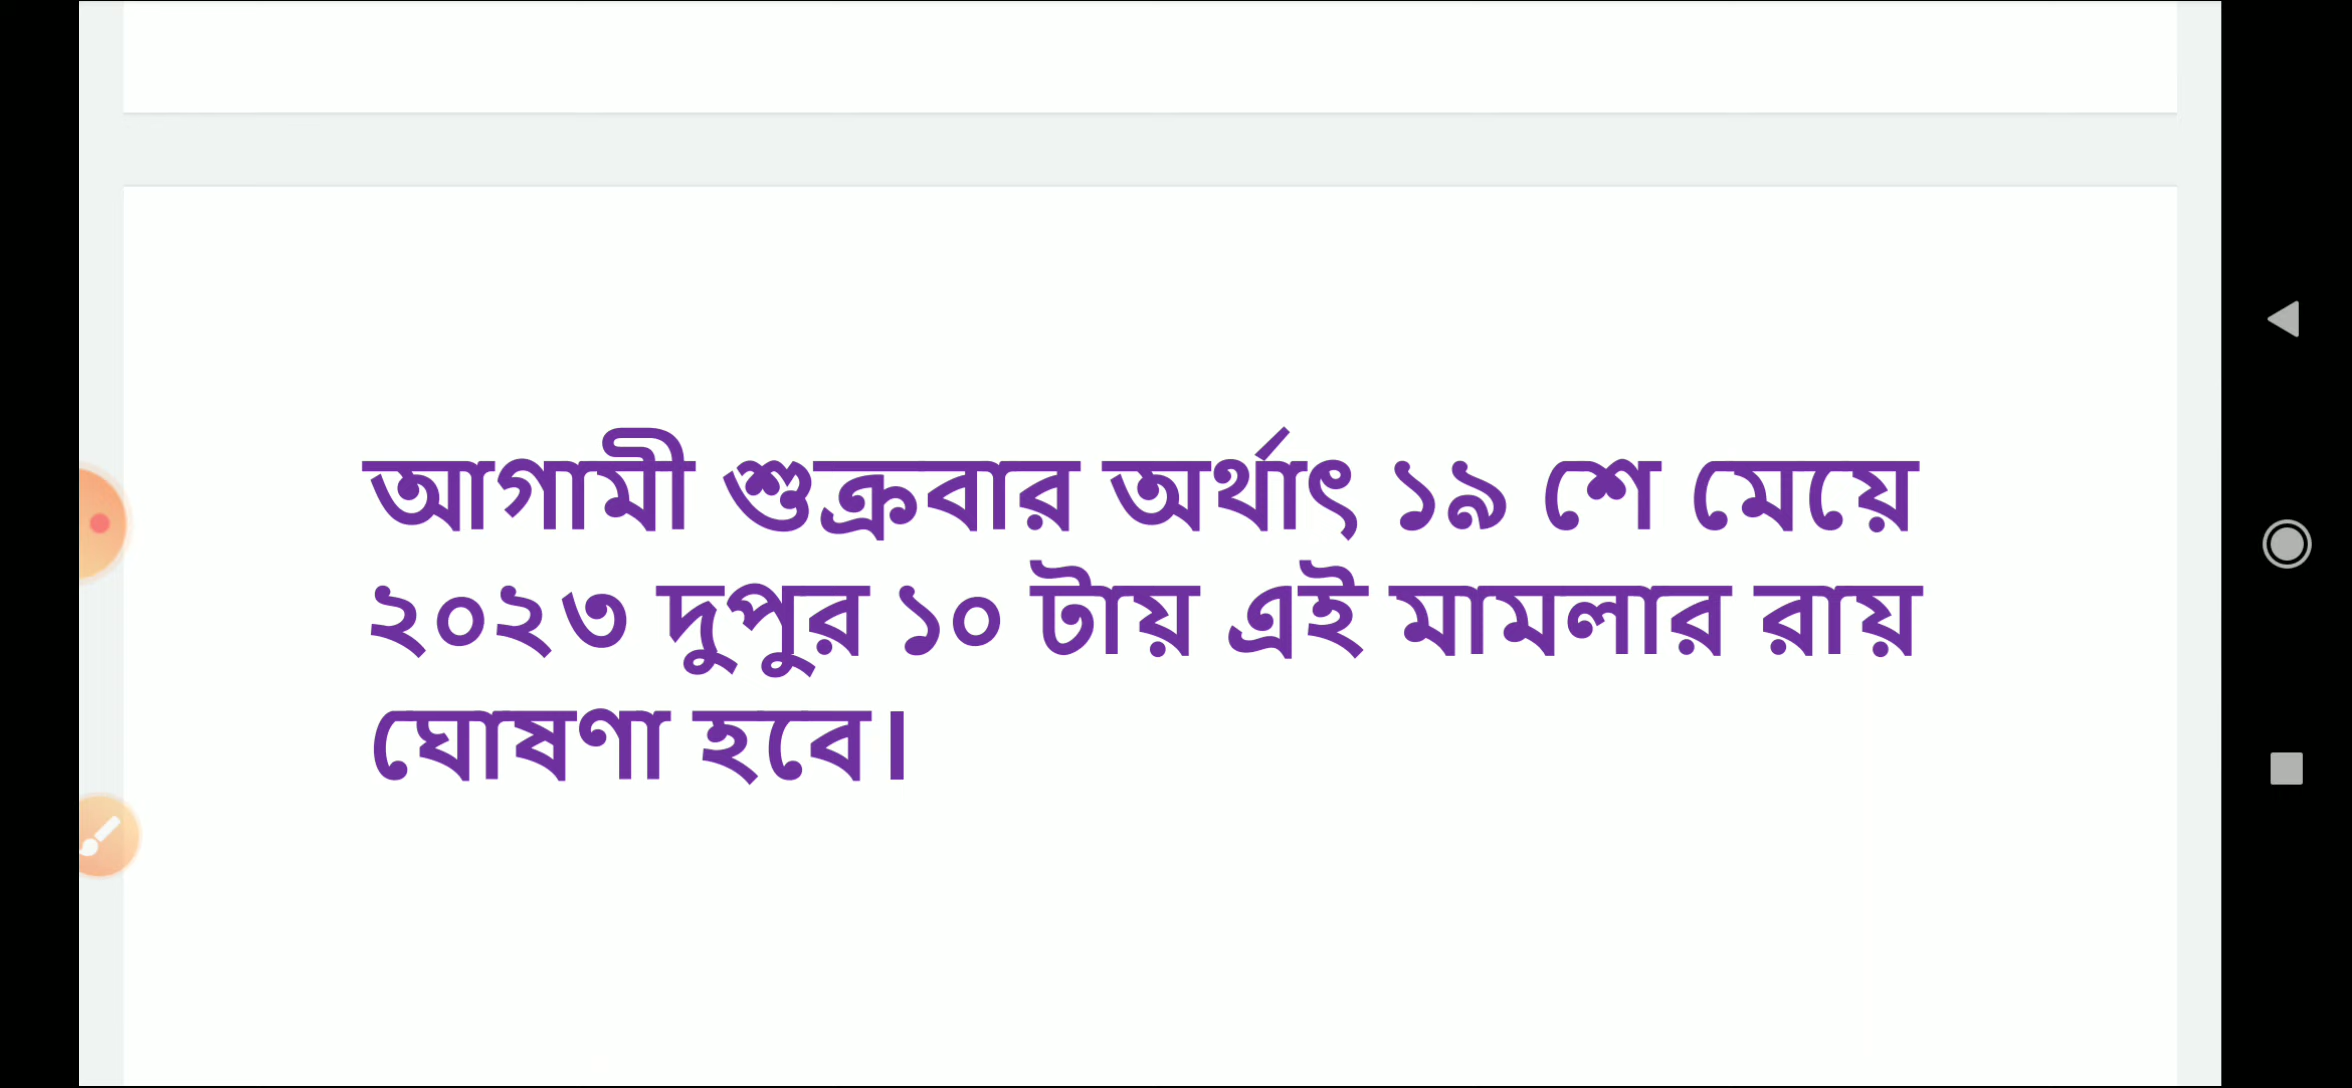 আগামী শুক্রবার অর্থাৎ ১৯ শে মেয়ে
২০২৩ দুপুর ১০ টায় এই মামলার রায়
ঘোষণা হবে।